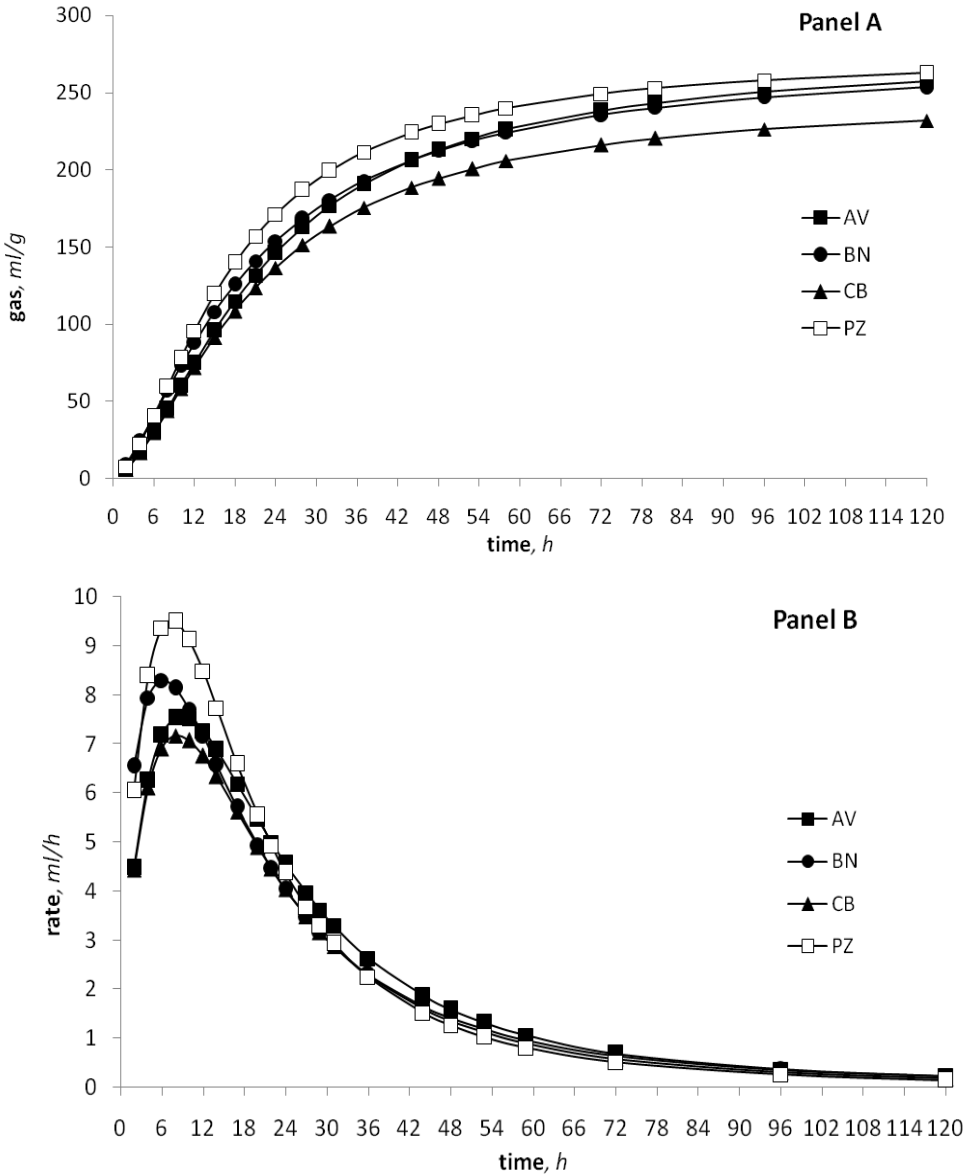 Panel A
300
250
200
150
100
50
0
gas, ml/g
AV
BN
CB
PZ
0 6 12 18 24 30 36 42 48 54 60 66 72 78 84 90 96 102 108 114 120
time, h
Panel B
10
9
8
7
6
5
4
3
2
1
0
rate, ml/h
AV
BN
CB
PZ
0 6 12 18 24 30 36 42 48 54 60 66 72 78 84 90 96 102 108 114 120
time, h